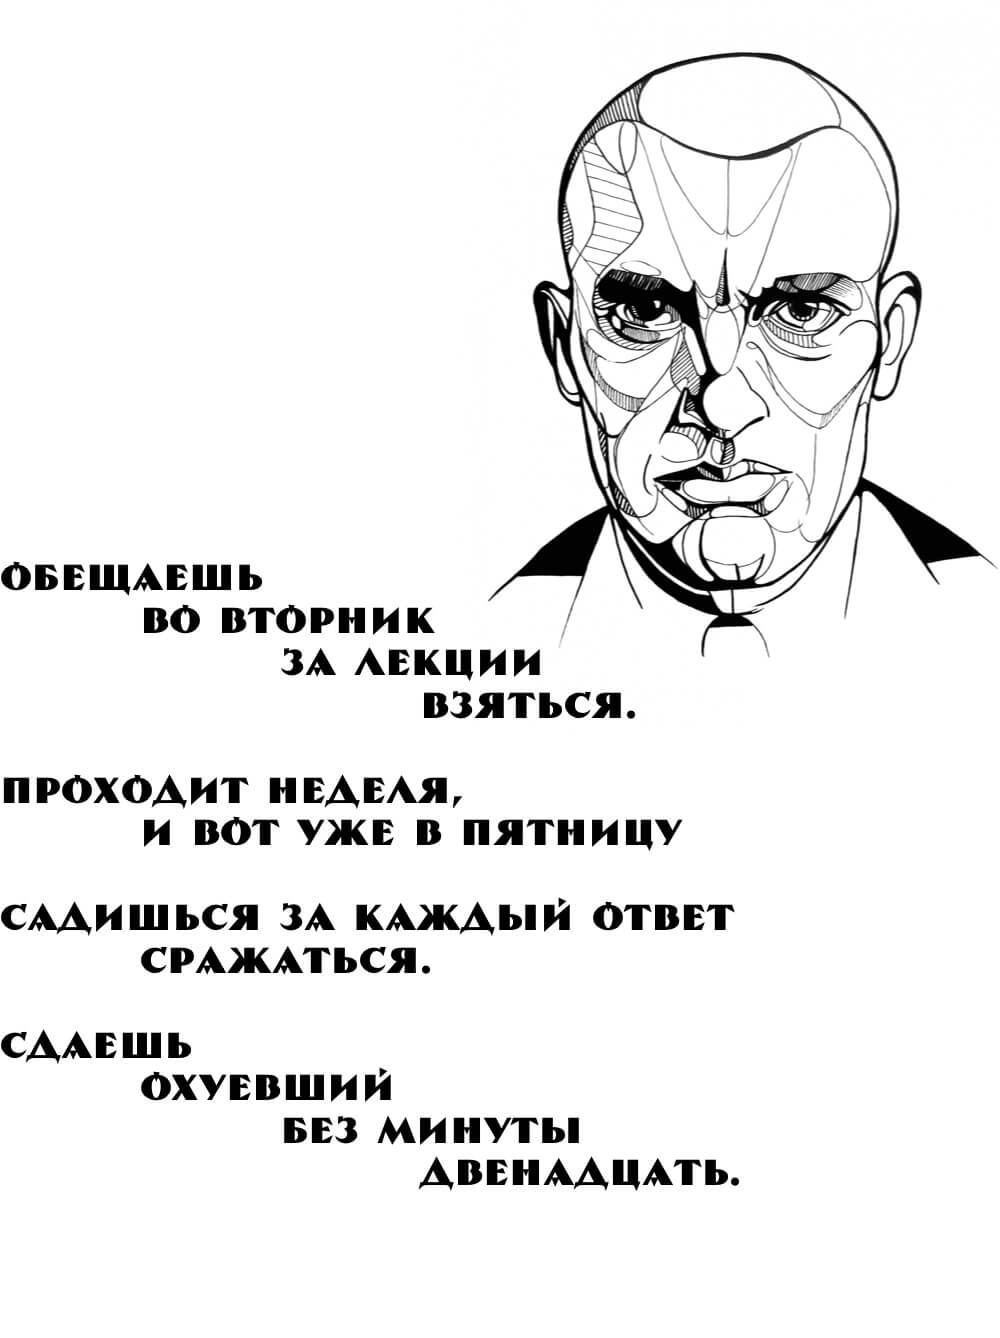 ОБЕЩАЕШЬ
ВО ВТОРНИК
ЗА ЛЕКЦИИ
ВЗЯТЬСЯ.
ПРОХОДИТ НЕДЕЛЯ,
И ВОТ УЖЕ В ПЯТНИЦУ
САДИШЬСЯ ЗА КАЖДЫЙ ОТВЕТ
СРАЖАТЬСЯ.
СДАЕШЬ
ОХУЕВШИЙ
БЕЗ МИНУТЫ
ДВЕНАДЦАТЬ.